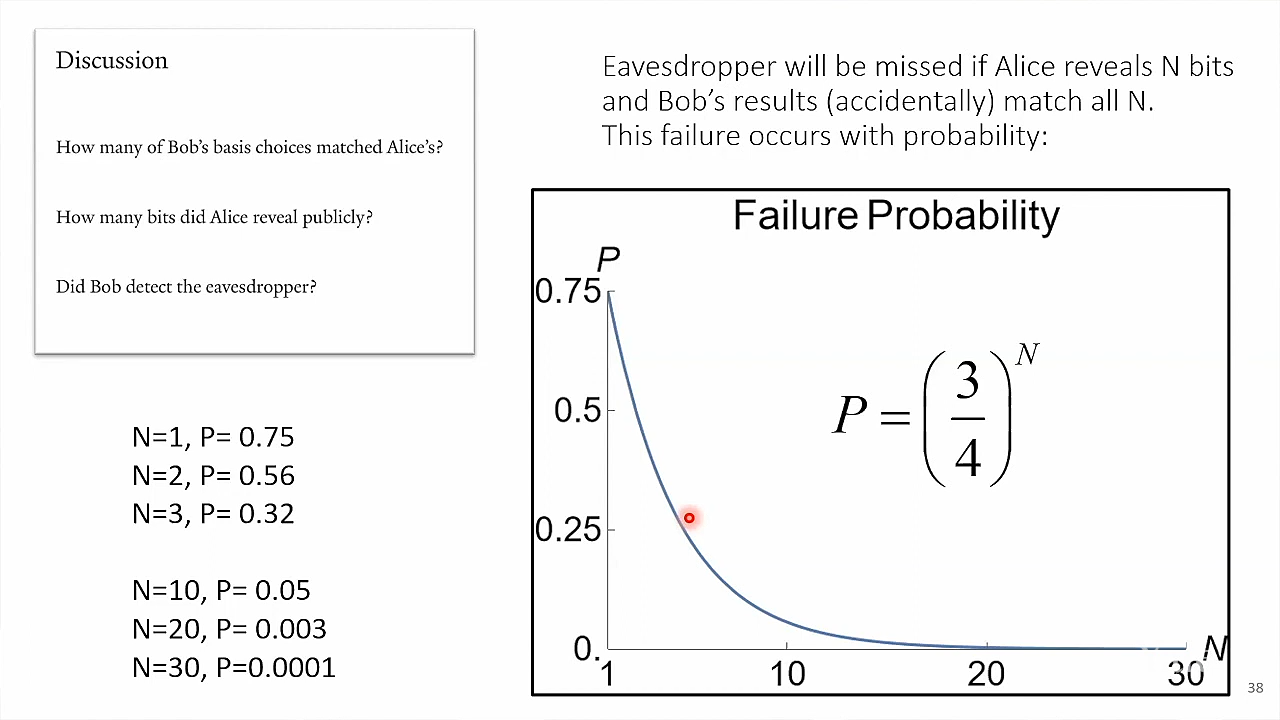 Discussion
How many of Bob's basis choices matched Alice's?
How many bits did Alice reveal publicly?
Did Bob detect the eavesdropper?
N=1, P= 0.75
N=2, P= 0.56
N=3, P= 0.32
N=10, P= 0.05
N=20, P= 0.003
N=30, P=0.0001
Eavesdropper will be missed if Alice reveals N bits
and Bob's results (accidentally) match all N.
This failure occurs with probability:
Failure Probability
P
0.75
0.5
0.25
0.
1 10 20 30 N
P = (3/4)^N
38